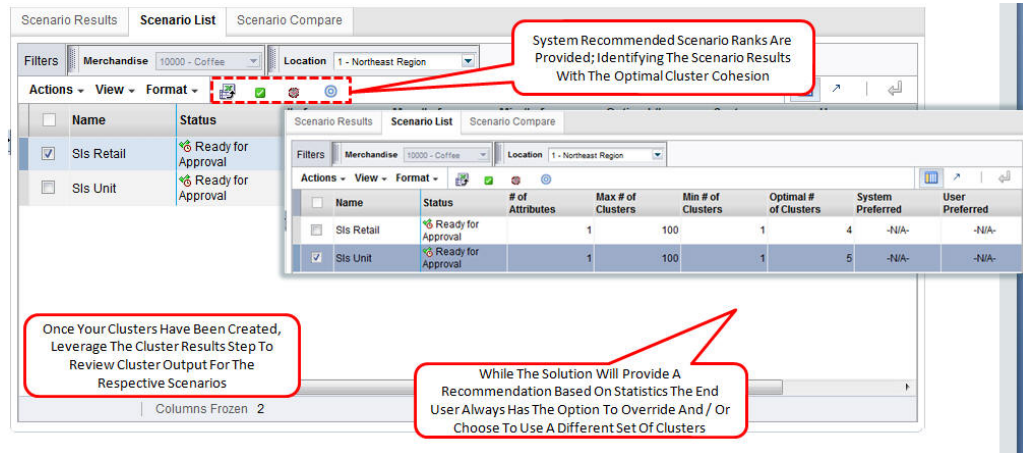 Scenario Results Scenario List Scenario Compare
Filters Merchandise 10000 - Coffee Location 1 - Northeast Region
Actions View Format
Name Status
Sls Retail Ready for
Approval
Sls Unit Ready for
Approval
System Recommended Scenario Ranks Are
Provided; Identifying The Scenario Results
With The Optimal Cluster Cohesion
Scenario Results Scenario List Scenario Compare
Filters Merchandise 10000 - Coffee Location 1 - Northeast Region
Actions View Format
Name Status # of Max # of Min # of Optimal # System User
Attributes Clusters Clusters of Clusters Preferred Preferred
Sls Retail Ready for 1 100 1 4 -N/A- -N/A-
Approval
Sls Unit Ready for 1 100 1 5 -N/A- -N/A-
Approval
Once Your Clusters Have Been Created,
Leverage The Cluster Results Step To
Review Cluster Output For The
Respective Scenarios
While The Solution Will Provide A
Recommendation Based On Statistics The End
User Always Has The Option To Override And / Or
Choose To Use A Different Set Of Clusters
Columns Frozen 2